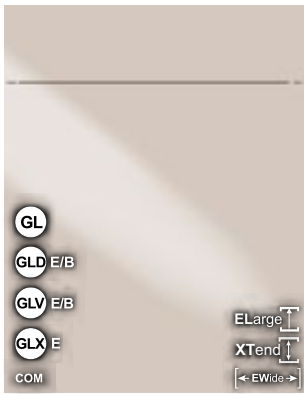 GL
GLD E/B
GLV E/B
GLX E
COM
ELarge
XTend
EWide